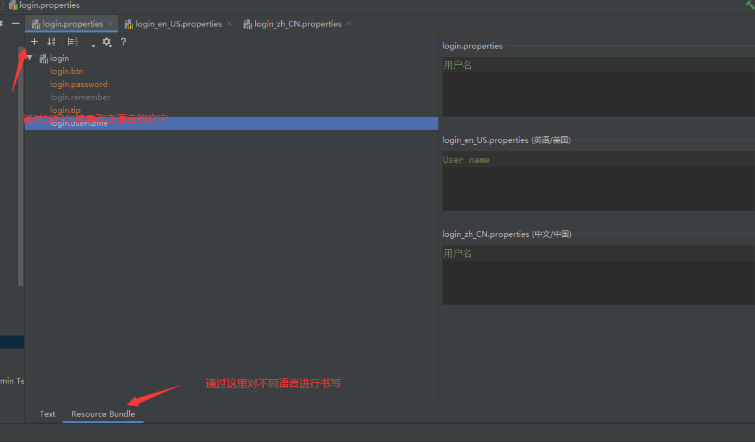 login.properties
login.properties × login_en_US.properties × login_zh_CN.properties ×
login
login.btn
login.password
login.remember
login.tip
login.username
login.properties
用户名
login_en_US.properties (英语/美国)
User name
login_zh_CN.properties (中文/中国)
用户名
min Te
通过这里对不同语言进行书写
Text Resource Bundle